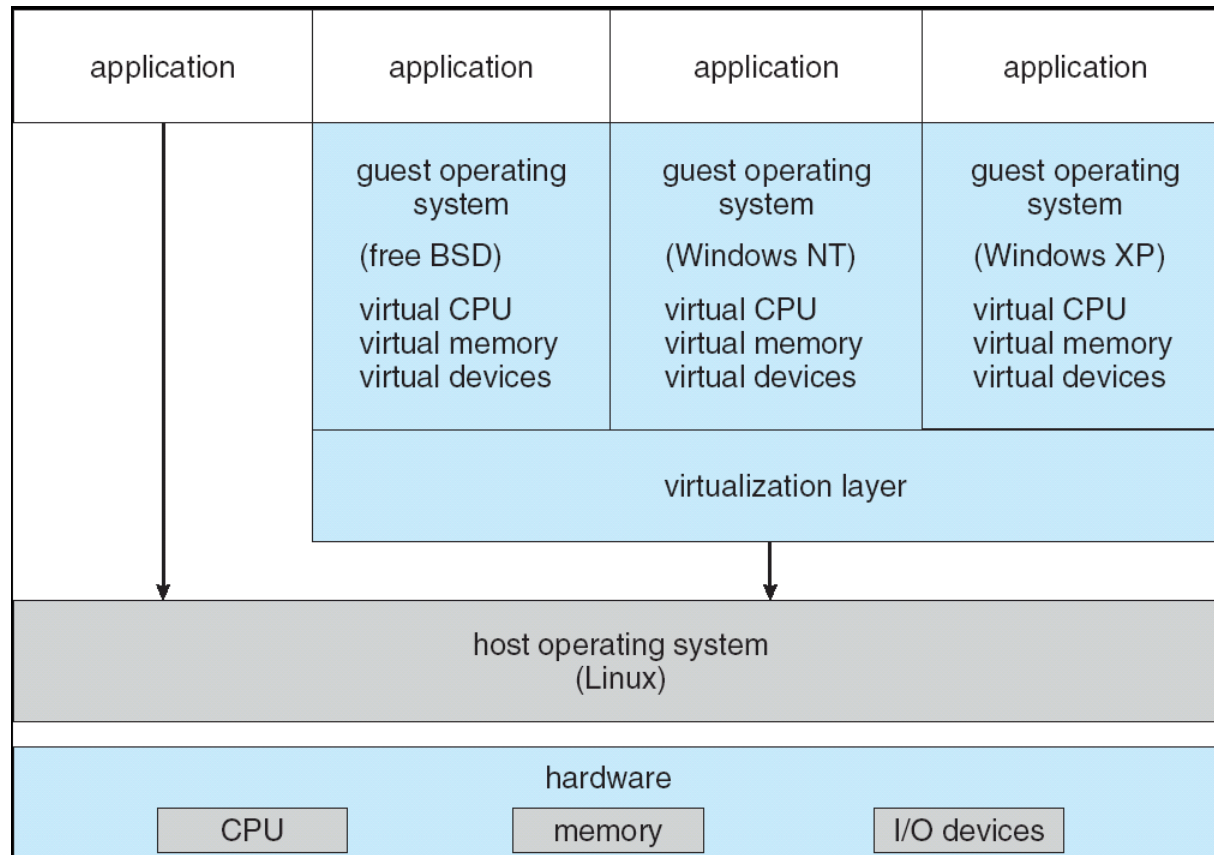 application
application
application
application
guest operating
system
(free BSD)
virtual CPU
virtual memory
virtual devices
guest operating
system
(Windows NT)
virtual CPU
virtual memory
virtual devices
guest operating
system
(Windows XP)
virtual CPU
virtual memory
virtual devices
virtualization layer
host operating system
(Linux)
hardware
CPU
memory
I/O devices